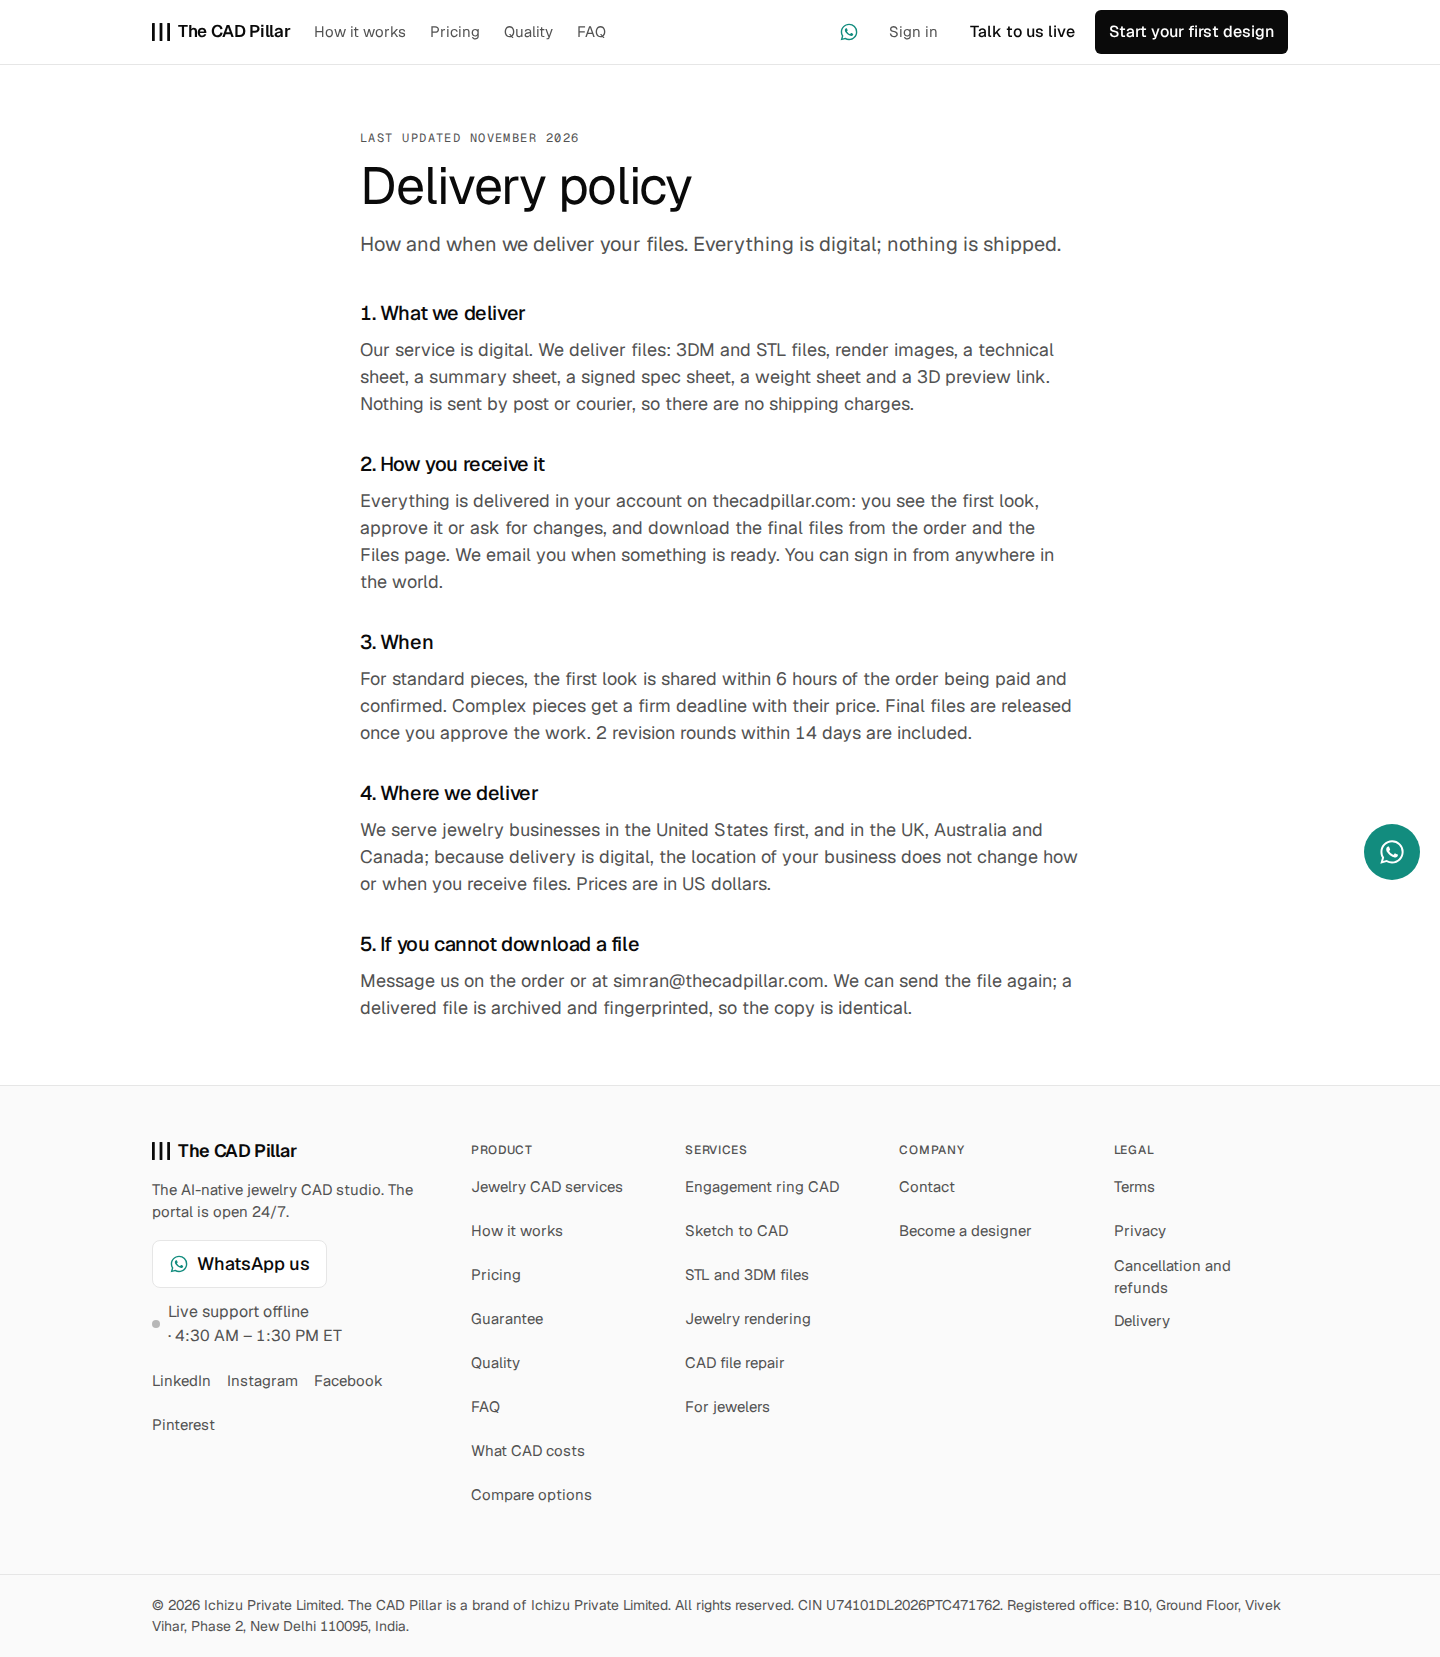 The CAD Pillar How it works Pricing Quality FAQ Sign in Talk to us live Start your first design
LAST UPDATED NOVEMBER 2026
Delivery policy
How and when we deliver your files. Everything is digital; nothing is shipped.
1. What we deliver
Our service is digital. We deliver files: 3DM and STL files, render images, a technical
sheet, a summary sheet, a signed spec sheet, a weight sheet and a 3D preview link.
Nothing is sent by post or courier, so there are no shipping charges.
2. How you receive it
Everything is delivered in your account on thecadpillar.com: you see the first look,
approve it or ask for changes, and download the final files from the order and the
Files page. We email you when something is ready. You can sign in from anywhere in
the world.
3. When
For standard pieces, the first look is shared within 6 hours of the order being paid and
confirmed. Complex pieces get a firm deadline with their price. Final files are released
once you approve the work. 2 revision rounds within 14 days are included.
4. Where we deliver
We serve jewelry businesses in the United States first, and in the UK, Australia and
Canada; because delivery is digital, the location of your business does not change how
or when you receive files. Prices are in US dollars.
5. If you cannot download a file
Message us on the order or at simran@thecadpillar.com. We can send the file again; a
delivered file is archived and fingerprinted, so the copy is identical.
The CAD Pillar
The AI-native jewelry CAD studio. The
portal is open 24/7.
WhatsApp us
Live support offline
· 4:30 AM – 1:30 PM ET
LinkedIn Instagram Facebook
Pinterest
PRODUCT
Jewelry CAD services
How it works
Pricing
Guarantee
Quality
FAQ
What CAD costs
Compare options
SERVICES
Engagement ring CAD
Sketch to CAD
STL and 3DM files
Jewelry rendering
CAD file repair
For jewelers
COMPANY
Contact
Become a designer
LEGAL
Terms
Privacy
Cancellation and
refunds
Delivery
© 2026 Ichizu Private Limited. The CAD Pillar is a brand of Ichizu Private Limited. All rights reserved. CIN U74101DL2026PTC471762. Registered office: B10, Ground Floor, Vivek
Vihar, Phase 2, New Delhi 110095, India.